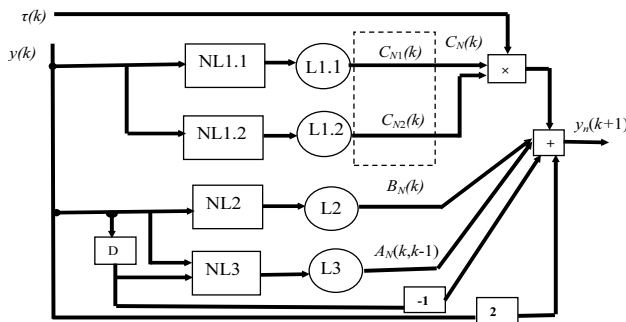 τ(k)
y(k)
NL1.1
L1.1
C_N1(k)
C_N(k)
×
NL1.2
L1.2
C_N2(k)
y_n(k+1)
+
NL2
L2
B_N(k)
D
NL3
L3
A_N(k,k-1)
-1
2